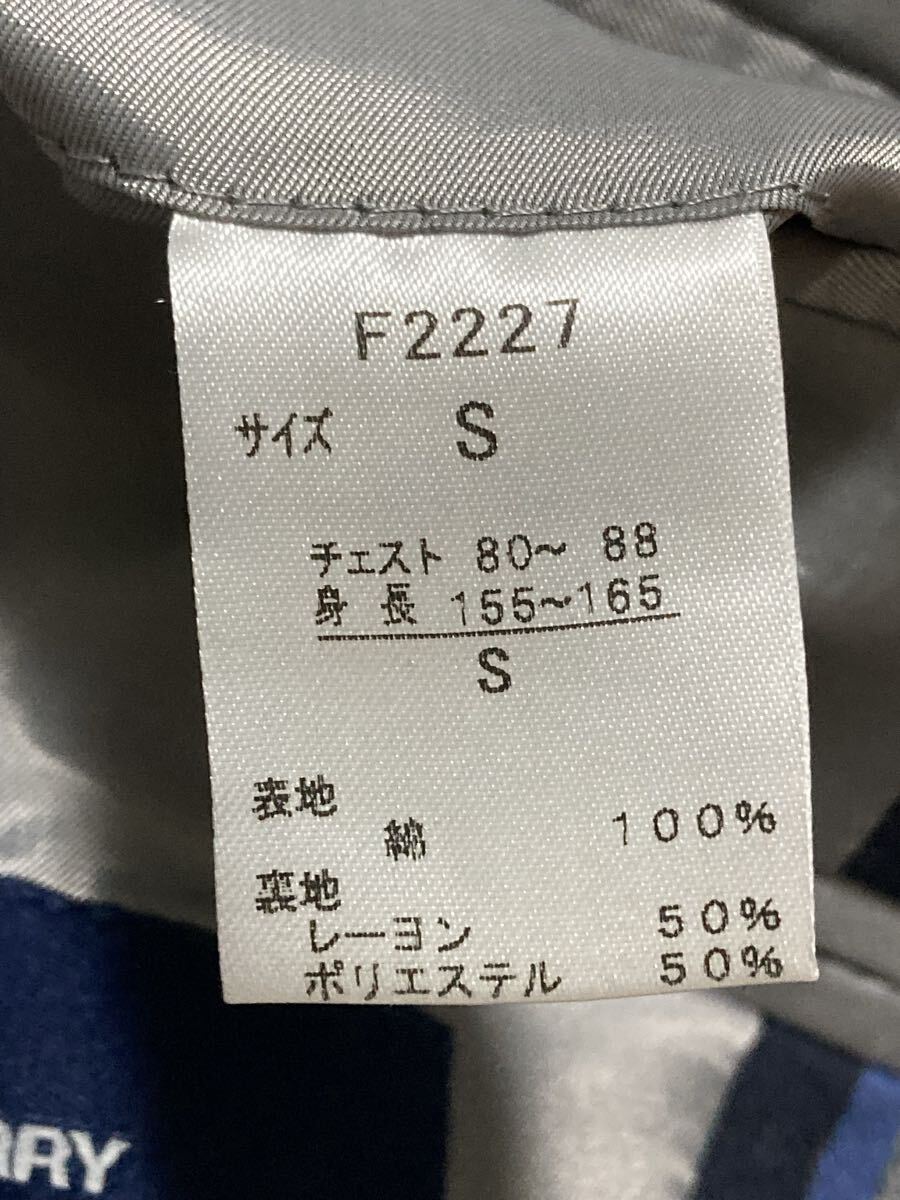 F2227
サイズ S
チェスト 80～ 88
身 長 155～165
S
表地
綿 100%
裏地
レーヨン 50%
ポリエステル 50%